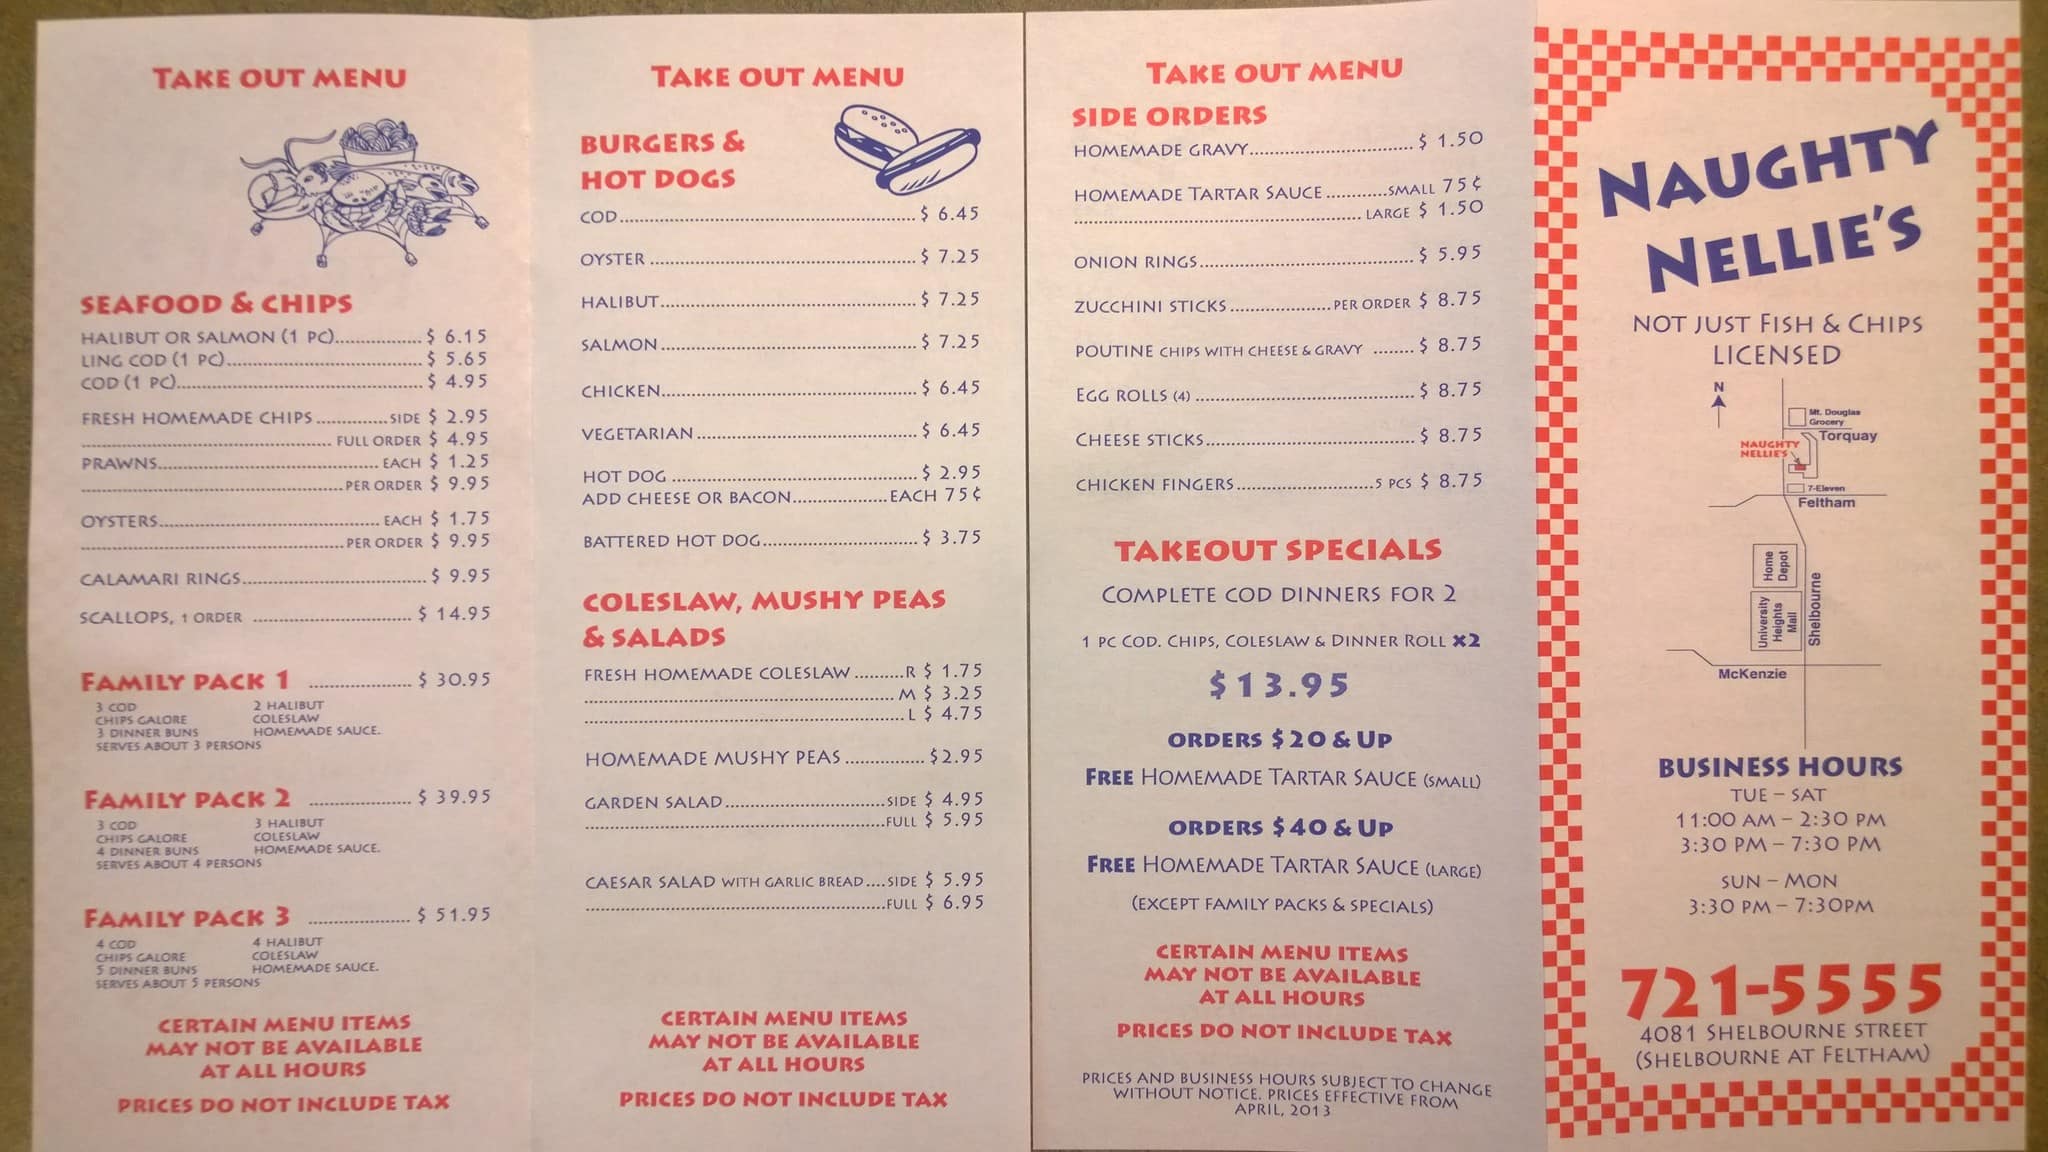 TAKE OUT MENU
SEAFOOD & CHIPS
HALIBUT OR SALMON (1 PC)................. $ 6.15
LING COD (1 PC)....................................... $ 5.65
COD (1 PC)................................................. $ 4.95
FRESH HOMEMADE CHIPS .............SIDE $ 2.95
.................................................. FULL ORDER $ 4.95
PRAWNS............................................ EACH $ 1.25
.....................................................PER ORDER $ 9.95
OYSTERS............................................ EACH $ 1.75
.....................................................PER ORDER $ 9.95
CALAMARI RINGS..................................... $ 9.95
SCALLOPS, 1 ORDER ................................ $ 14.95
FAMILY PACK 1 ..................... $ 30.95
3 COD 2 HALIBUT
CHIPS GALORE COLESLAW
3 DINNER BUNS HOMEMADE SAUCE.
SERVES ABOUT 3 PERSONS
FAMILY PACK 2 ..................... $ 39.95
3 COD 3 HALIBUT
CHIPS GALORE COLESLAW
4 DINNER BUNS HOMEMADE SAUCE.
SERVES ABOUT 4 PERSONS
FAMILY PACK 3 ..................... $ 51.95
4 COD 4 HALIBUT
CHIPS GALORE COLESLAW
5 DINNER BUNS HOMEMADE SAUCE.
SERVES ABOUT 5 PERSONS
CERTAIN MENU ITEMS
MAY NOT BE AVAILABLE
AT ALL HOURS
PRICES DO NOT INCLUDE TAX
TAKE OUT MENU
BURGERS &
HOT DOGS
COD............................................................ $ 6.45
OYSTER ...................................................... $ 7.25
HALIBUT.................................................... $ 7.25
SALMON.................................................... $ 7.25
CHICKEN................................................... $ 6.45
VEGETARIAN ............................................ $ 6.45
HOT DOG .................................................. $ 2.95
ADD CHEESE OR BACON...................EACH 75¢
BATTERED HOT DOG............................... $ 3.75
COLESLAW, MUSHY PEAS
& SALADS
FRESH HOMEMADE COLESLAW ..........R $ 1.75
............................................................... M $ 3.25
................................................................. L $ 4.75
HOMEMADE MUSHY PEAS ................ $2.95
GARDEN SALAD................................SIDE $ 4.95
.............................................................FULL $ 5.95
CAESAR SALAD WITH GARLIC BREAD....SIDE $ 5.95
.............................................................FULL $ 6.95
CERTAIN MENU ITEMS
MAY NOT BE AVAILABLE
AT ALL HOURS
PRICES DO NOT INCLUDE TAX
TAKE OUT MENU
SIDE ORDERS
HOMEMADE GRAVY................................. $ 1.50
HOMEMADE TARTAR SAUCE ............SMALL 75¢
.......................................................... LARGE $ 1.50
ONION RINGS........................................... $ 5.95
ZUCCHINI STICKS ....................PER ORDER $ 8.75
POUTINE CHIPS WITH CHEESE & GRAVY ........ $ 8.75
EGG ROLLS (4) ............................................ $ 8.75
CHEESE STICKS.......................................... $ 8.75
CHICKEN FINGERS............................5 PCS $ 8.75
TAKEOUT SPECIALS
COMPLETE COD DINNERS FOR 2
1 PC COD. CHIPS, COLESLAW & DINNER ROLL x2
$13.95
ORDERS $20 & UP
FREE HOMEMADE TARTAR SAUCE (SMALL)
ORDERS $40 & UP
FREE HOMEMADE TARTAR SAUCE (LARGE)
(EXCEPT FAMILY PACKS & SPECIALS)
CERTAIN MENU ITEMS
MAY NOT BE AVAILABLE
AT ALL HOURS
PRICES DO NOT INCLUDE TAX
PRICES AND BUSINESS HOURS SUBJECT TO CHANGE
WITHOUT NOTICE. PRICES EFFECTIVE FROM
APRIL, 2013
NAUGHTY
NELLIE'S
NOT JUST FISH & CHIPS
LICENSED
N
Mt. Douglas
Grocery
Torquay
NAUGHTY
NELLIE'S
7-Eleven
Feltham
Home
Depot
University
Heights
Mall
Shelbourne
McKenzie
BUSINESS HOURS
TUE – SAT
11:00 AM – 2:30 PM
3:30 PM – 7:30 PM
SUN – MON
3:30 PM – 7:30PM
721-5555
4081 SHELBOURNE STREET
(SHELBOURNE AT FELTHAM)